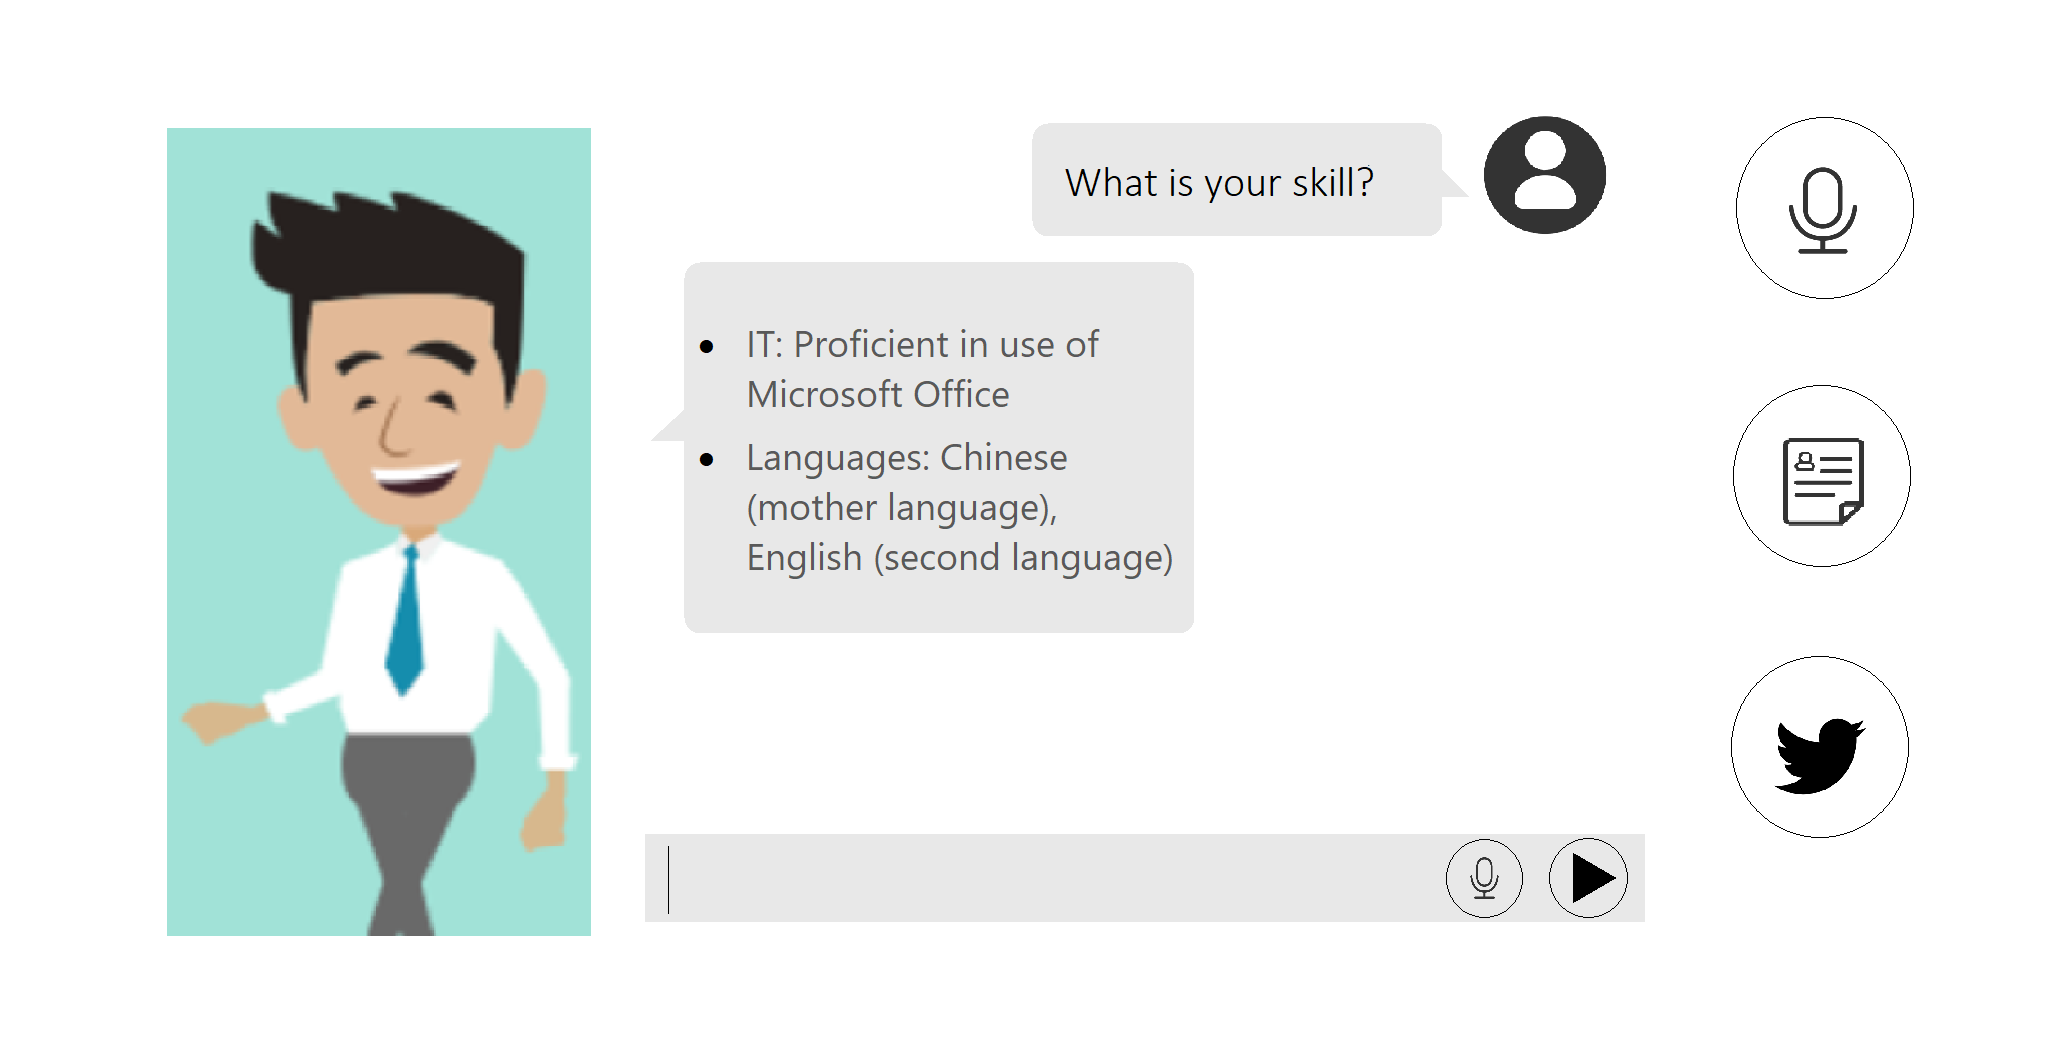 What is your skill?
• IT: Proficient in use of
Microsoft Office
• Languages: Chinese
(mother language),
English (second language)